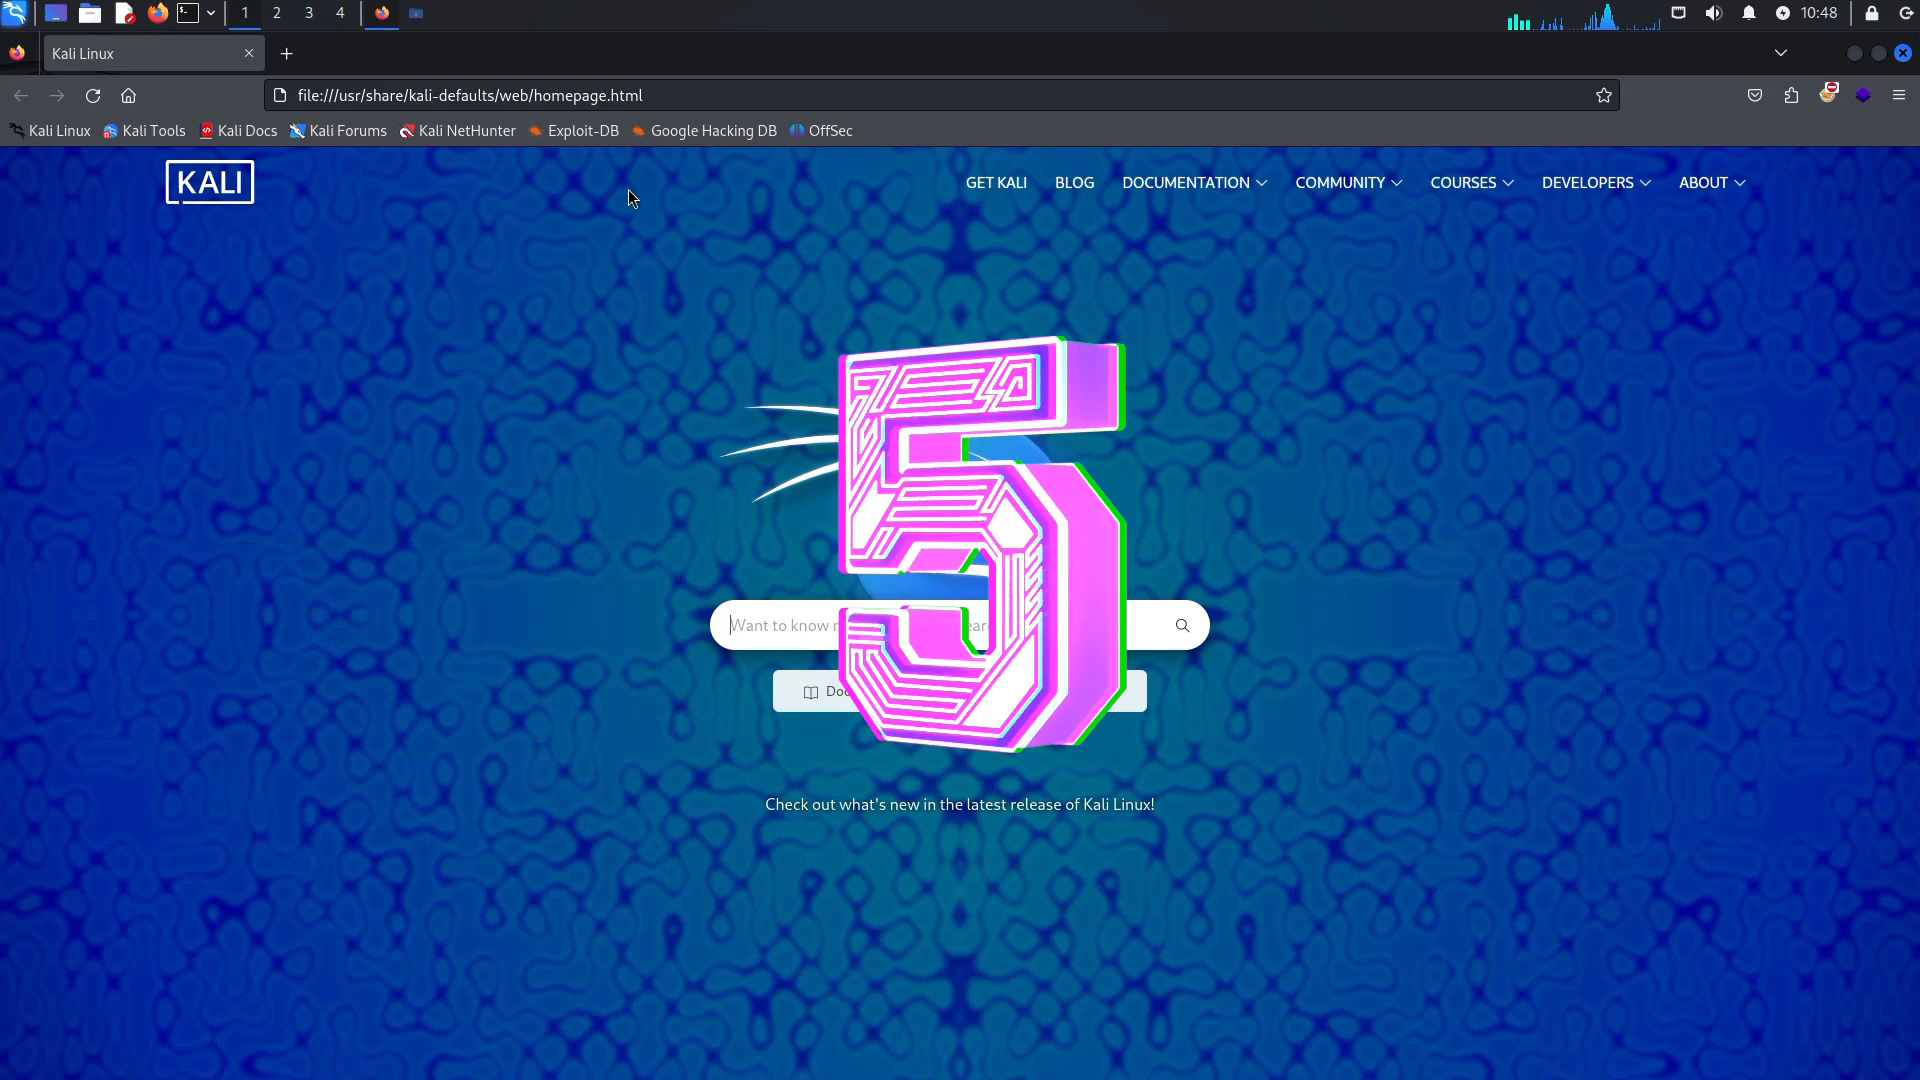 1 2 3 4
10:48
Kali Linux
file:///usr/share/kali-defaults/web/homepage.html
Kali Linux Kali Tools Kali Docs Kali Forums Kali NetHunter Exploit-DB Google Hacking DB OffSec
KALI
GET KALI BLOG DOCUMENTATION COMMUNITY COURSES DEVELOPERS ABOUT
5
Want to know
Check out what's new in the latest release of Kali Linux!